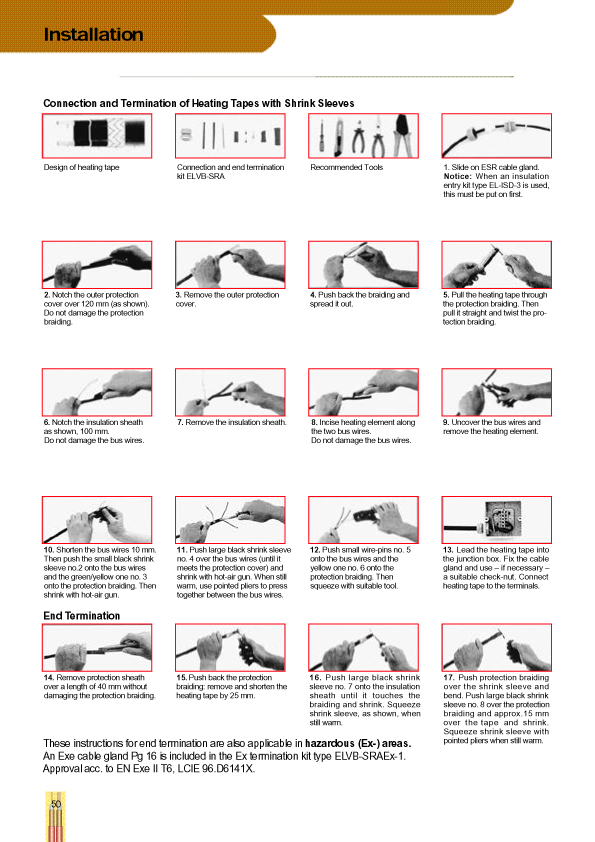 Installation
Connection and Termination of Heating Tapes with Shrink Sleeves
Design of heating tape
Connection and end termination
kit ELVB-SRA
Recommended Tools
1. Slide on ESR cable gland.
Notice: When an insulation
entry kit type EL-ISD-3 is used,
this must be put on first.
2. Notch the outer protection
cover over 120 mm (as shown).
Do not damage the protection
braiding.
3. Remove the outer protection
cover.
4. Push back the braiding and
spread it out.
5. Pull the heating tape through
the protection braiding. Then
pull it straight and twist the pro-
tection braiding.
6. Notch the insulation sheath
as shown, 100 mm.
Do not damage the bus wires.
7. Remove the insulation sheath.
8. Incise heating element along
the two bus wires.
Do not damage the bus wires.
9. Uncover the bus wires and
remove the heating element.
10. Shorten the bus wires 10 mm.
Then push the small black shrink
sleeve no.2 onto the bus wires
and the green/yellow one no. 3
onto the protection braiding. Then
shrink with hot-air gun.
11. Push large black shrink sleeve
no. 4 over the bus wires (until it
meets the protection cover) and
shrink with hot-air gun. When still
warm, use pointed pliers to press
together between the bus wires.
12. Push small wire-pins no. 5
onto the bus wires and the
yellow one no. 6 onto the
protection braiding. Then
squeeze with suitable tool.
13. Lead the heating tape into
the junction box. Fix the cable
gland and use – if necessary –
a suitable check-nut. Connect
heating tape to the terminals.
End Termination
14. Remove protection sheath
over a length of 40 mm without
damaging the protection braiding.
15. Push back the protection
braiding: remove and shorten the
heating tape by 25 mm.
16. Push large black shrink
sleeve no. 7 onto the insulation
sheath until it touches the
braiding and shrink. Squeeze
shrink sleeve, as shown, when
still warm.
17. Push protection braiding
over the shrink sleeve and
bend. Push large black shrink
sleeve no. 8 over the protection
braiding and approx.15 mm
over the tape and shrink.
Squeeze shrink sleeve with
pointed pliers when still warm.
These instructions for end termination are also applicable in hazardous (Ex-) areas.
An Exe cable gland Pg 16 is included in the Ex termination kit type ELVB-SRAEx-1.
Approval acc. to EN Exe II T6, LCIE 96.D6141X.
50